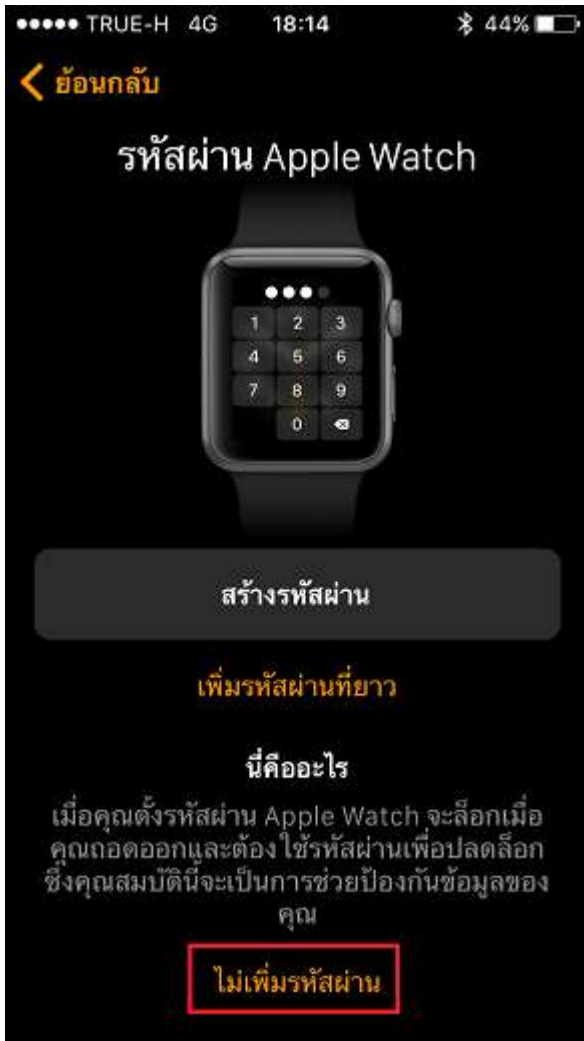 TRUE-H 4G 18:14 44%
ย้อนกลับ
รหัสผ่าน Apple Watch
1 2 3
4 5 6
7 8 9
0
สร้างรหัสผ่าน
เพิ่มรหัสผ่านที่ยาว
นี่คืออะไร
เมื่อคุณตั้งรหัสผ่าน Apple Watch จะล็อกเมื่อ
คุณถอดออกและต้องใช้รหัสผ่านเพื่อปลดล็อก
ซึ่งคุณสมบัตินี้จะเป็นการช่วยป้องกันข้อมูลของ
คุณ
ไม่เพิ่มรหัสผ่าน